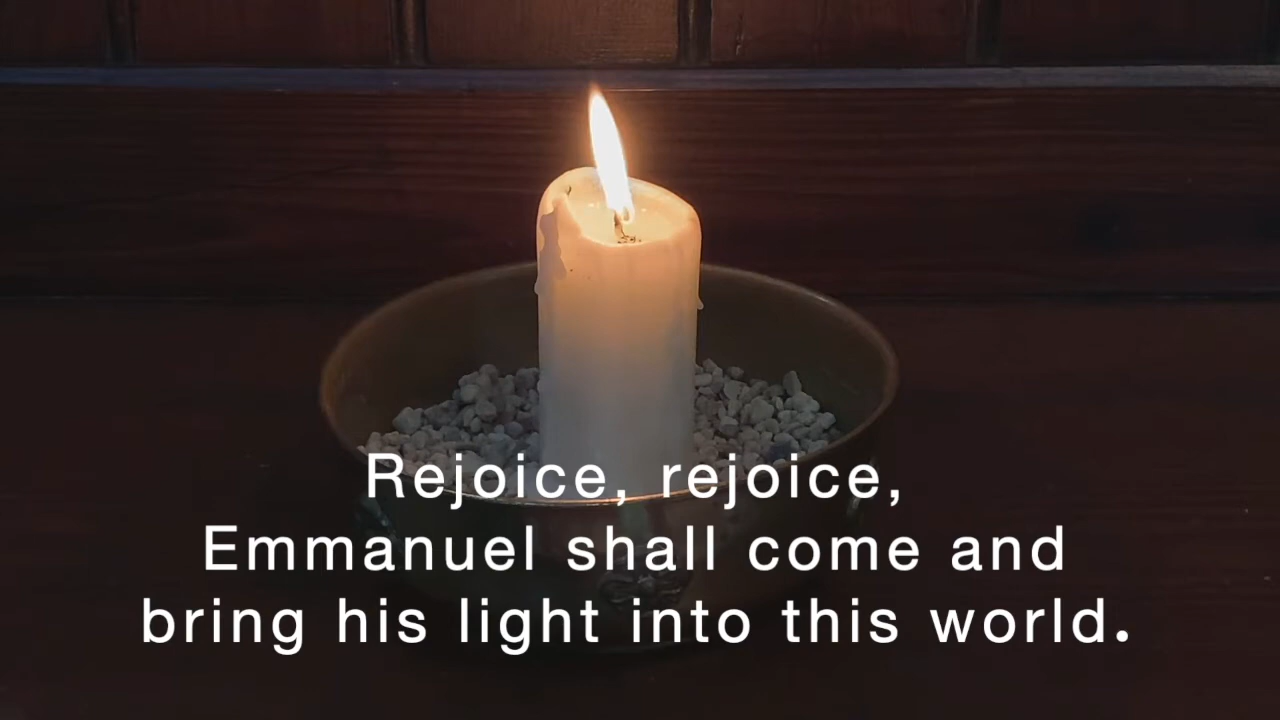 Rejoice, rejoice,
Emmanuel shall come and
bring his light into this world.